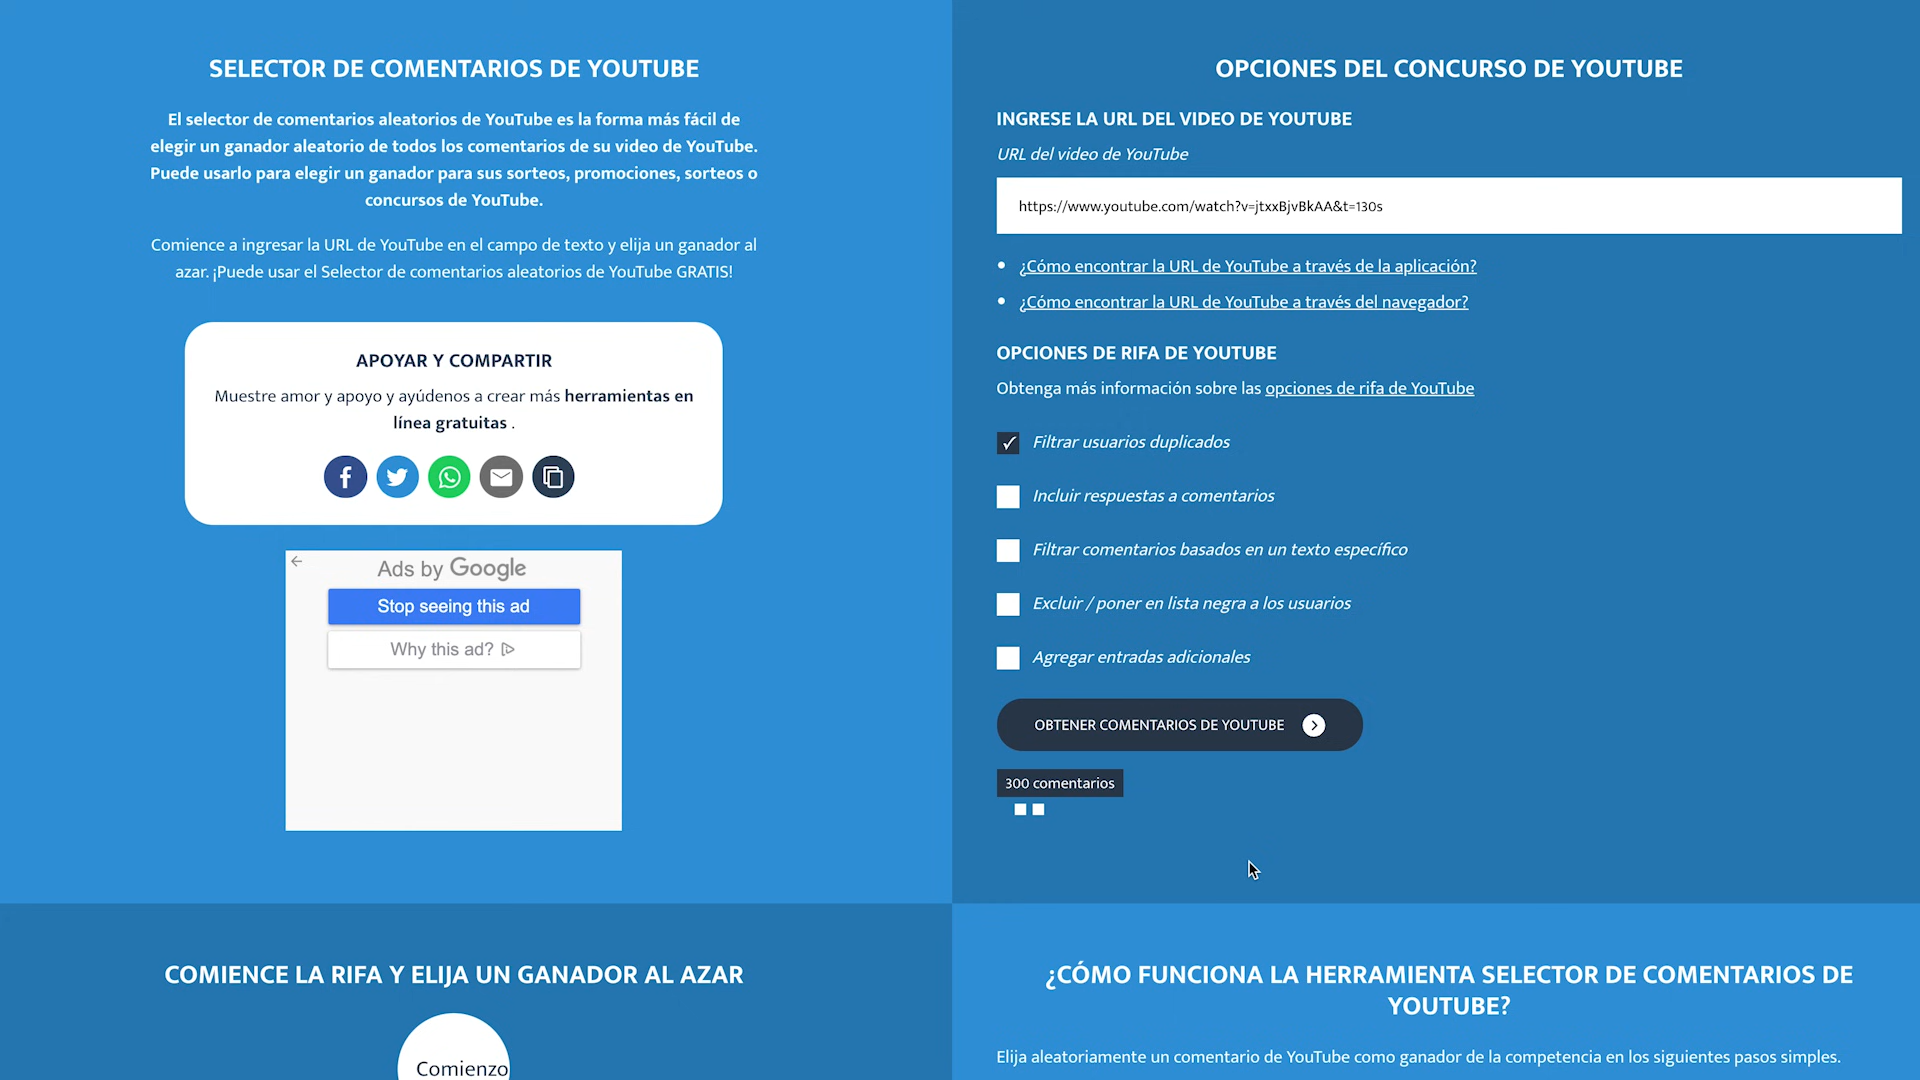 SELECTOR DE COMENTARIOS DE YOUTUBE
El selector de comentarios aleatorios de YouTube es la forma más fácil de
elegir un ganador aleatorio de todos los comentarios de su video de YouTube.
Puede usarlo para elegir un ganador para sus sorteos, promociones, sorteos o
concursos de YouTube.
Comience a ingresar la URL de YouTube en el campo de texto y elija un ganador al
azar. ¡Puede usar el Selector de comentarios aleatorios de YouTube GRATIS!
APOYAR Y COMPARTIR
Muestre amor y apoyo y ayúdenos a crear más herramientas en
línea gratuitas .
Ads by Google
Stop seeing this ad
Why this ad?
OPCIONES DEL CONCURSO DE YOUTUBE
INGRESE LA URL DEL VIDEO DE YOUTUBE
URL del video de YouTube
https://www.youtube.com/watch?v=jtxxBjvBkAA&t=130s
¿Cómo encontrar la URL de YouTube a través de la aplicación?
¿Cómo encontrar la URL de YouTube a través del navegador?
OPCIONES DE RIFA DE YOUTUBE
Obtenga más información sobre las opciones de rifa de YouTube
Filtrar usuarios duplicados
Incluir respuestas a comentarios
Filtrar comentarios basados en un texto específico
Excluir / poner en lista negra a los usuarios
Agregar entradas adicionales
OBTENER COMENTARIOS DE YOUTUBE
300 comentarios
COMIENCE LA RIFA Y ELIJA UN GANADOR AL AZAR
Comienzo
¿CÓMO FUNCIONA LA HERRAMIENTA SELECTOR DE COMENTARIOS DE
YOUTUBE?
Elija aleatoriamente un comentario de YouTube como ganador de la competencia en los siguientes pasos simples.